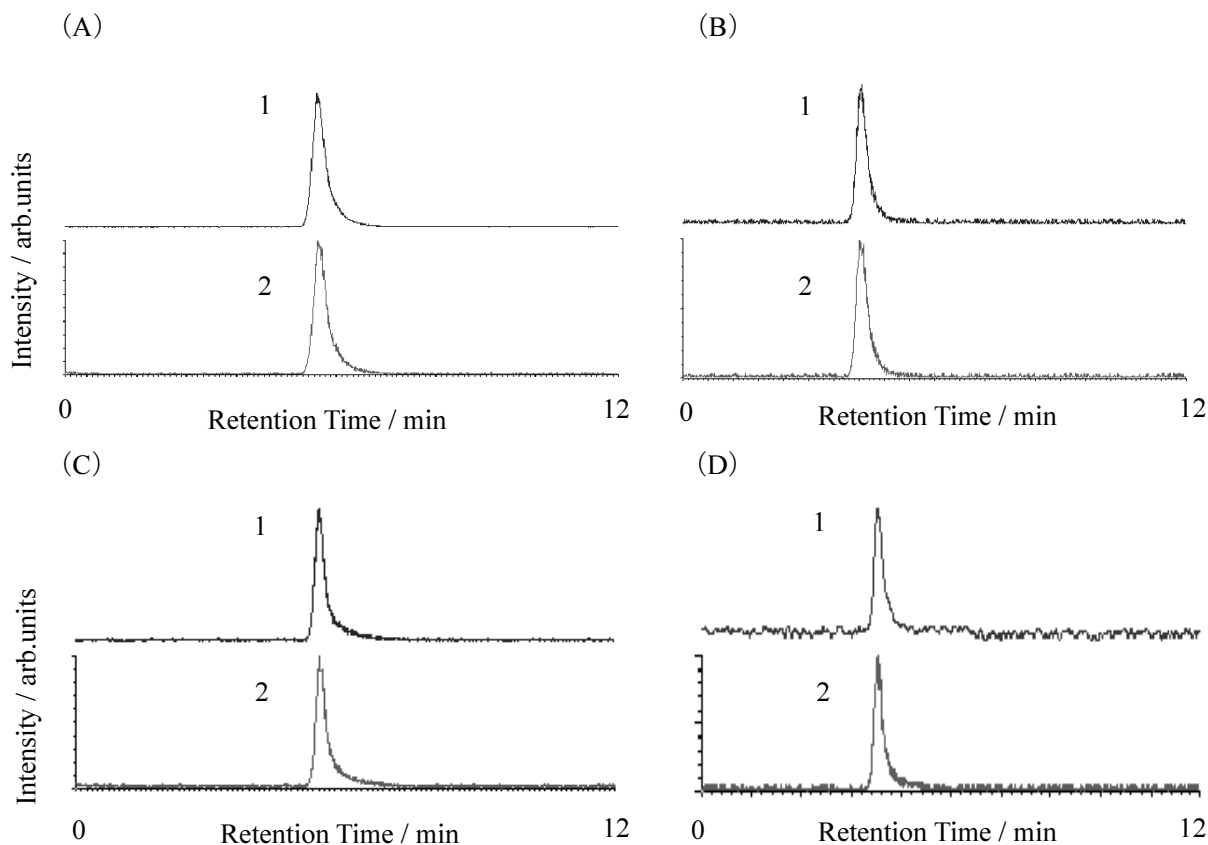 (A)
1
2
Intensity / arb.units
0
12
Retention Time / min
(B)
1
2
0
12
Retention Time / min
(C)
1
2
Intensity / arb.units
0
12
Retention Time / min
(D)
1
2
0
12
Retention Time / min